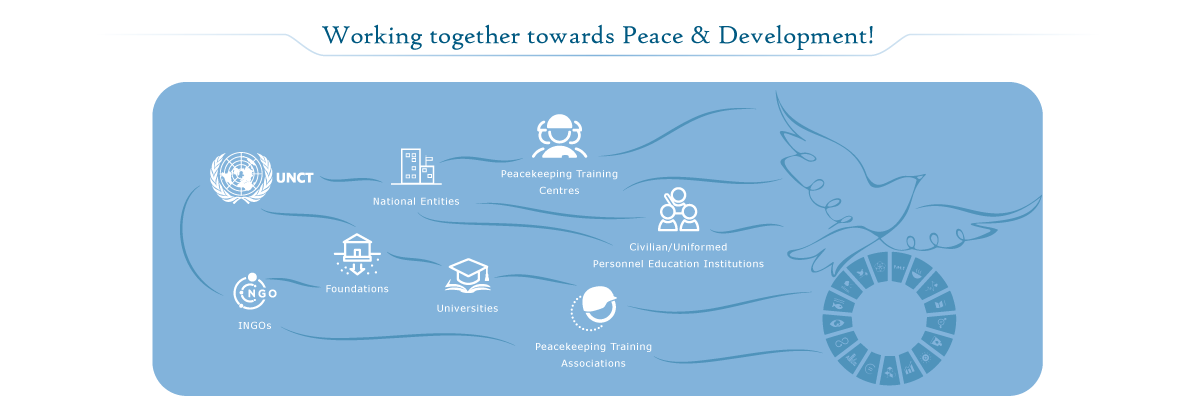 Working together towards Peace & Development!
UNCT
National Entities
Peacekeeping Training
Centres
Civilian/Uniformed
Personnel Education Institutions
Foundations
Universities
NGO
INGOs
Peacekeeping Training
Associations